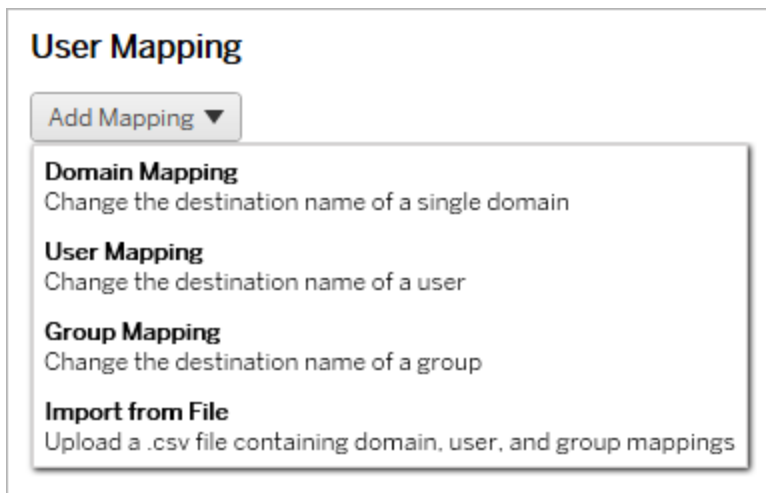 User Mapping
Add Mapping ▼
Domain Mapping
Change the destination name of a single domain
User Mapping
Change the destination name of a user
Group Mapping
Change the destination name of a group
Import from File
Upload a .csv file containing domain, user, and group mappings